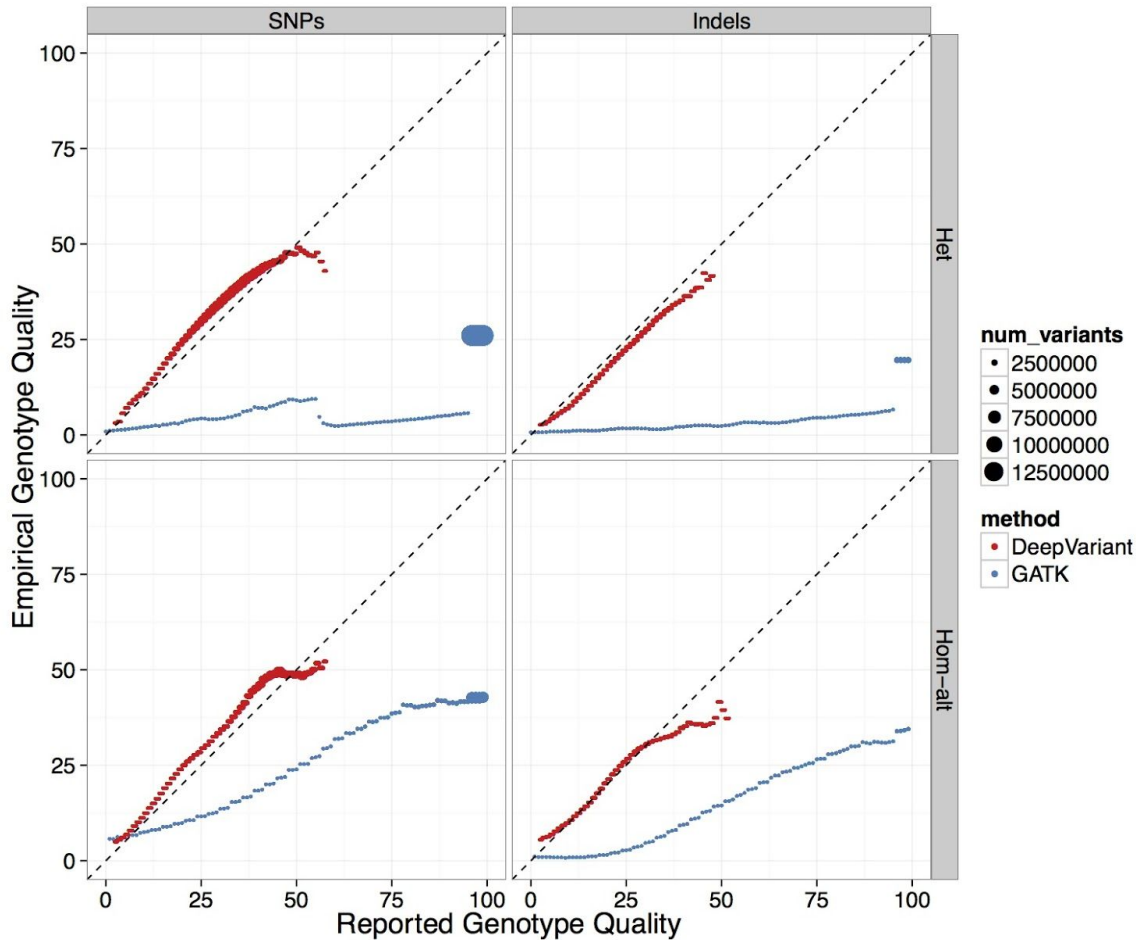 SNPs
Indels
100
75
50
25
0
Het
100
75
50
25
0
Hom-alt
0
25
50
75
100
0
25
50
75
100
Empirical Genotype Quality
Reported Genotype Quality
num_variants
2500000
5000000
7500000
10000000
12500000
method
DeepVariant
GATK